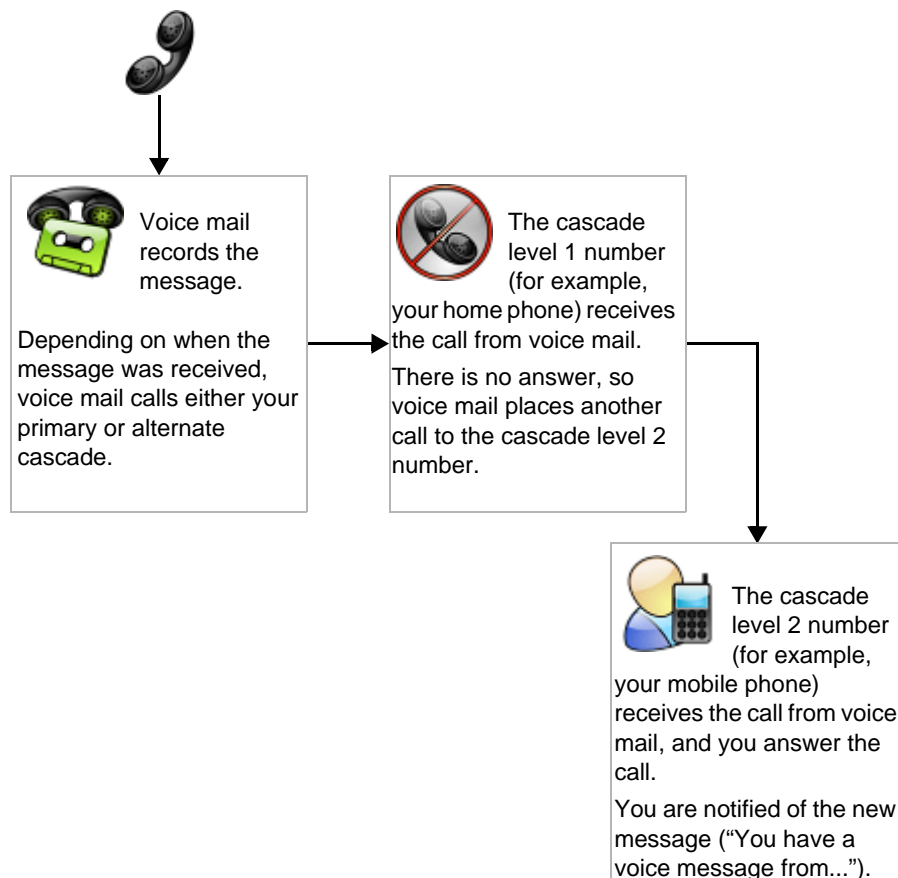 Voice mail
records the
message.
Depending on when the
message was received,
voice mail calls either your
primary or alternate
cascade.
The cascade
level 1 number
(for example,
your home phone) receives
the call from voice mail.
There is no answer, so
voice mail places another
call to the cascade level 2
number.
The cascade
level 2 number
(for example,
your mobile phone)
receives the call from voice
mail, and you answer the
call.
You are notified of the new
message (“You have a
voice message from...”).